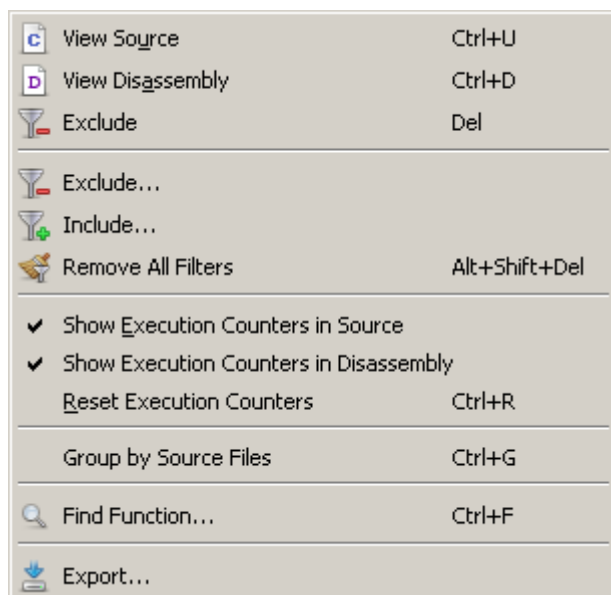 C View Source Ctrl+U
D View Disassembly Ctrl+D
Exclude Del
Exclude...
Include...
Remove All Filters Alt+Shift+Del
Show Execution Counters in Source
Show Execution Counters in Disassembly
Reset Execution Counters Ctrl+R
Group by Source Files Ctrl+G
Find Function... Ctrl+F
Export...